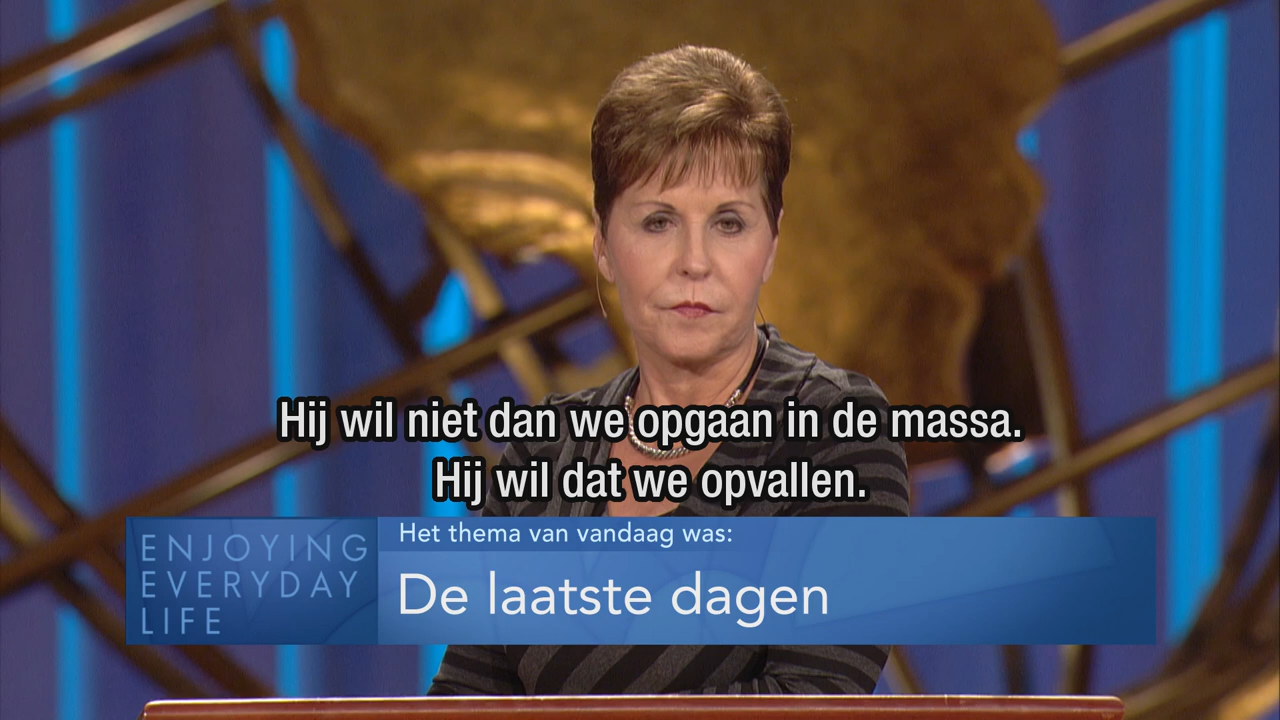 Hij wil niet dan we opgaan in de massa.
Hij wil dat we opvallen.
ENJOYING
EVERYDAY
LIFE
Het thema van vandaag was:
De laatste dagen